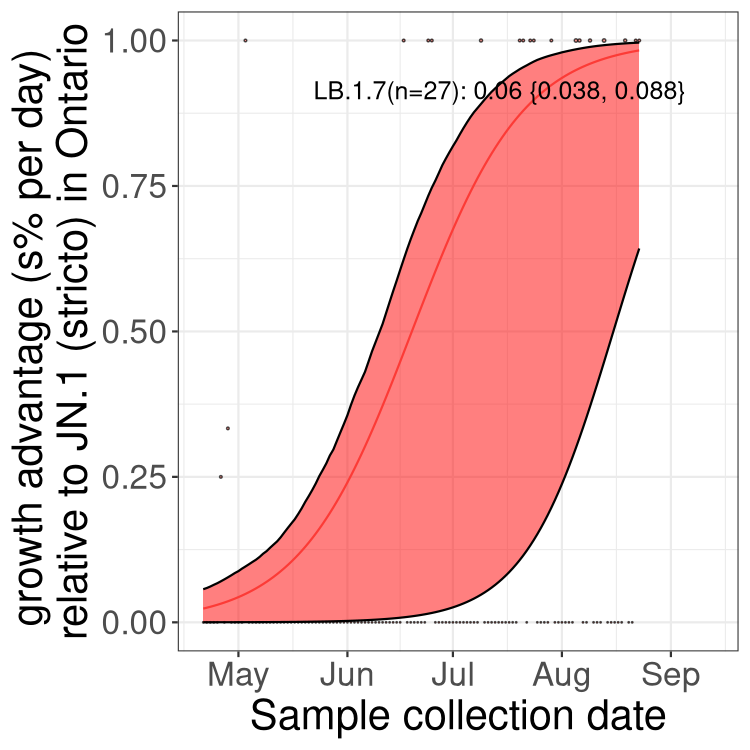 growth advantage (s% per day)
relative to JN.1 (stricto) in Ontario
1.00
0.75
0.50
0.25
0.00
LB.1.7(n=27): 0.06 {0.038, 0.088}
May Jun Jul Aug Sep
Sample collection date